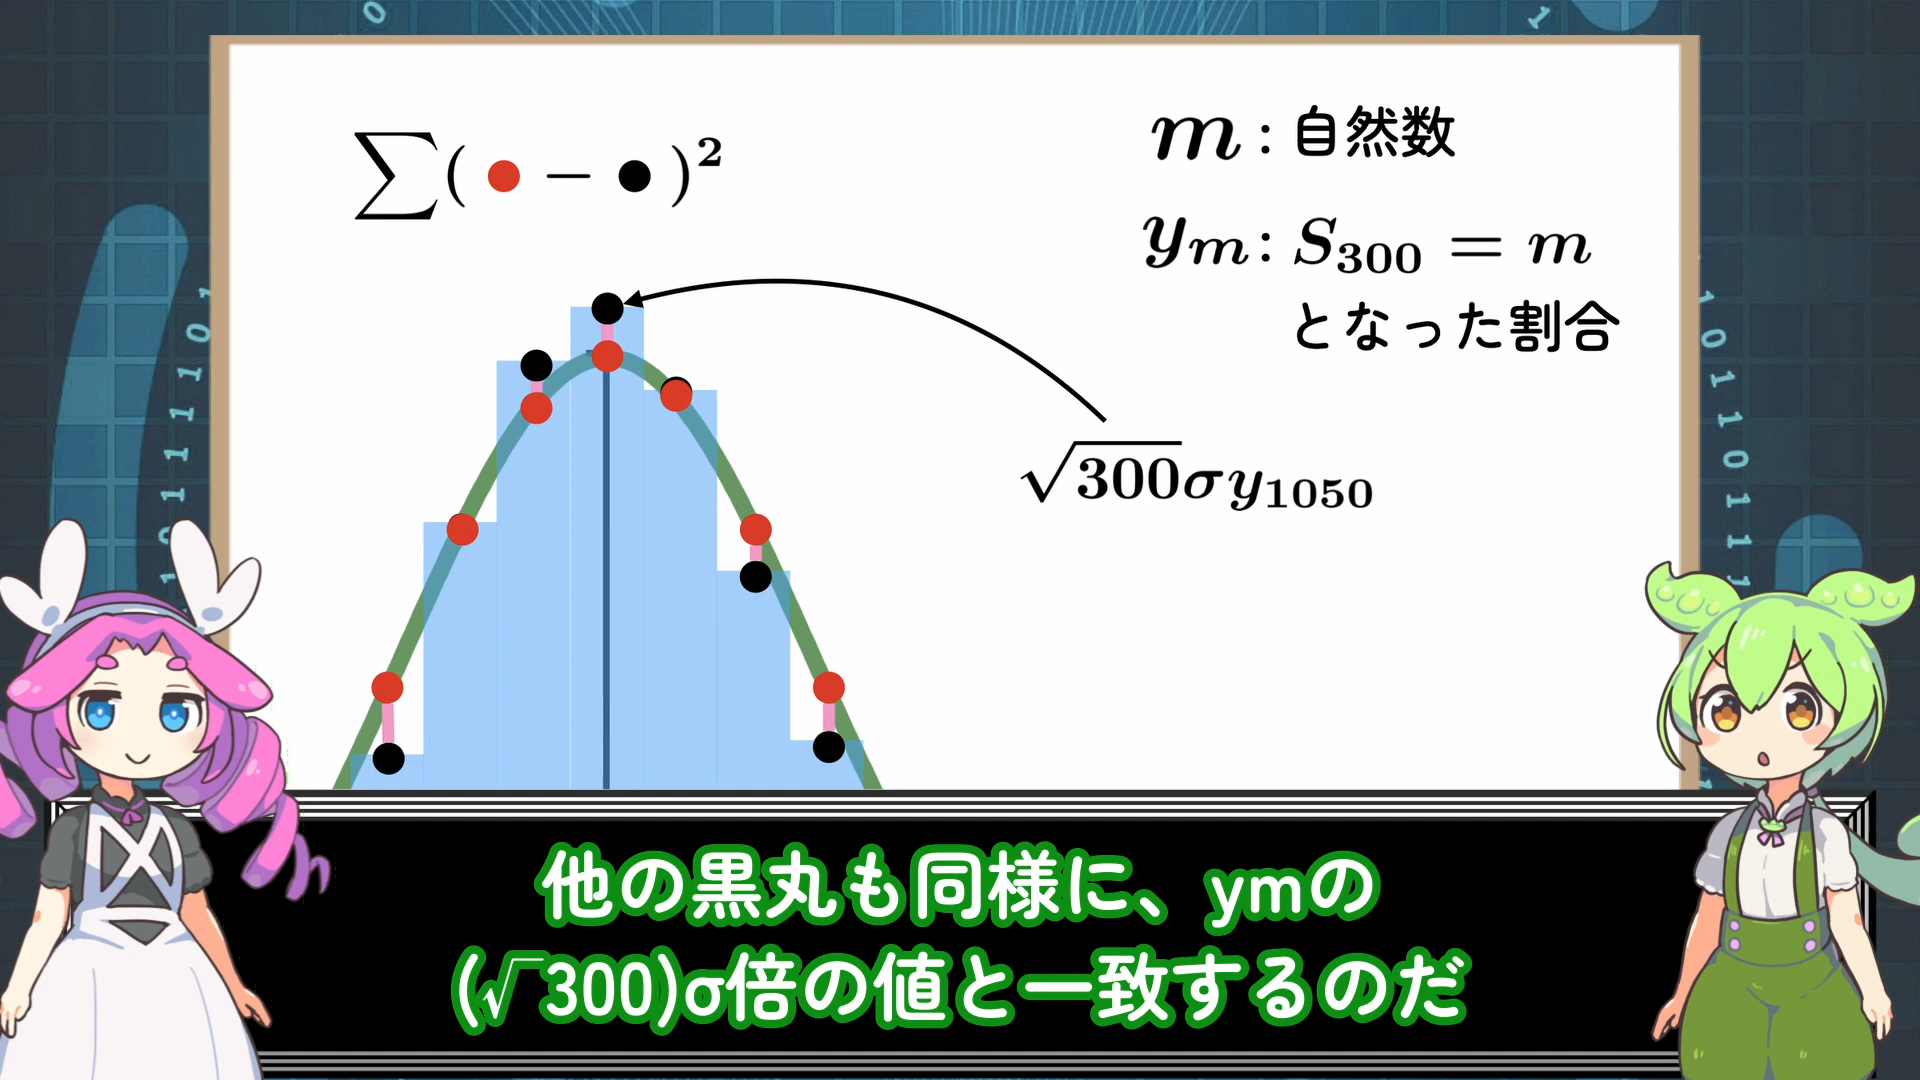 ∑( ● − ● )²
m : 自然数
yₘ : S₃₀₀ = m
となった割合
√300σy₁₀₅₀
他の黒丸も同様に、ymの
(√300)σ倍の値と一致するのだ